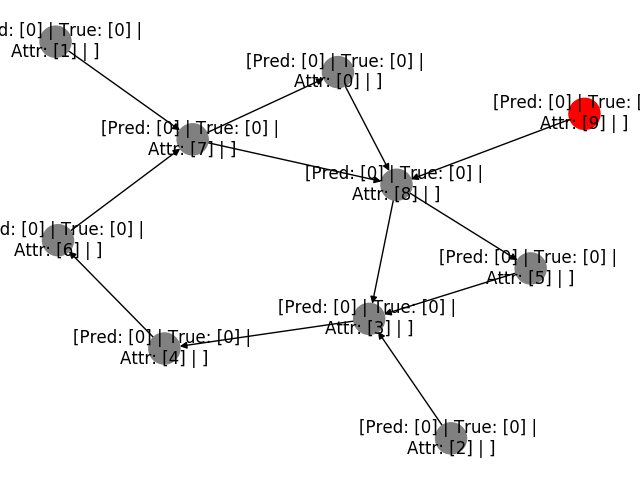 d: [0] | True: [0] |
Attr: [1] | ]
[Pred: [0] | True: [0] |
Attr: [0] | ]
[Pred: [0] | True: [
Attr: [9] | ]
[Pred: [0] | True: [0] |
Attr: [7] | ]
[Pred: [0] | True: [0] |
Attr: [8] | ]
d: [0] | True: [0] |
Attr: [6] | ]
[Pred: [0] | True: [0] |
Attr: [5] | ]
[Pred: [0] | True: [0] |
Attr: [3] | ]
[Pred: [0] | True: [0] |
Attr: [4] | ]
[Pred: [0] | True: [0] |
Attr: [2] | ]